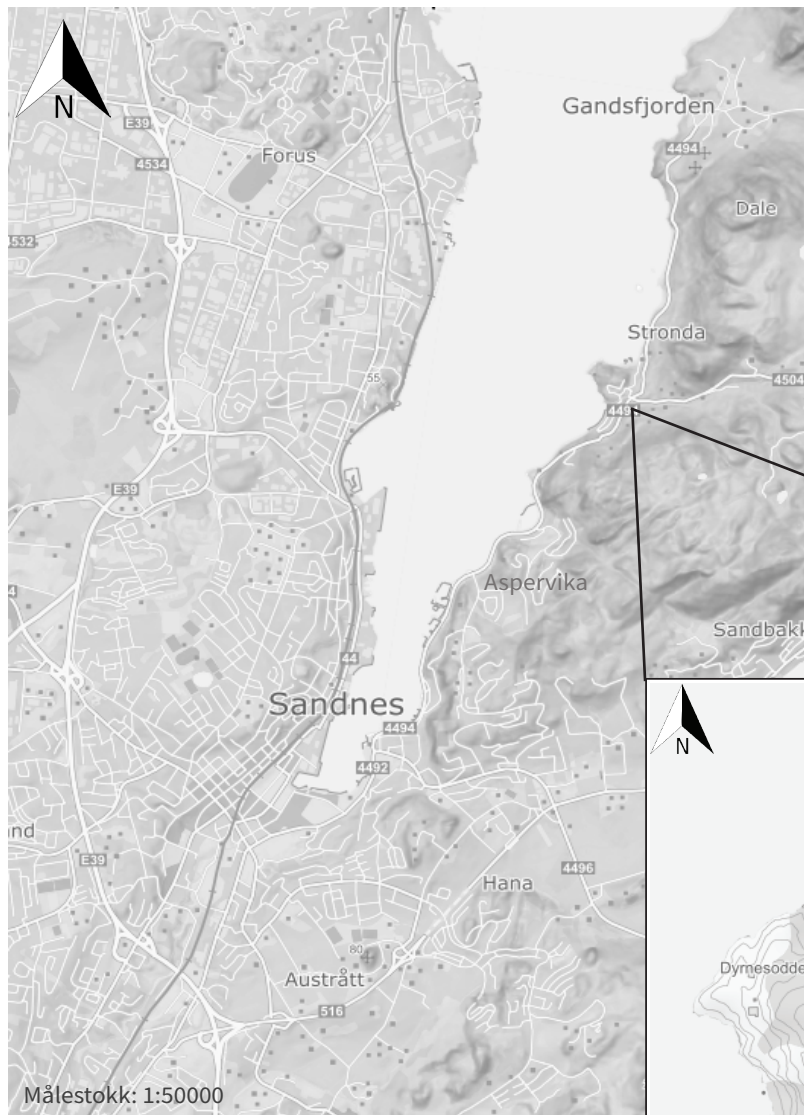 N
Gandsfjorden
E39
4494
Forus
4534
Dale
4532
Stronda
55
4504
449
E39
Aspervika
Sandbakk
44
Sandnes
4494
4492
and
E39
4496
Hana
N
80
Dymesodde
Austrått
516
Målestokk: 1:50000